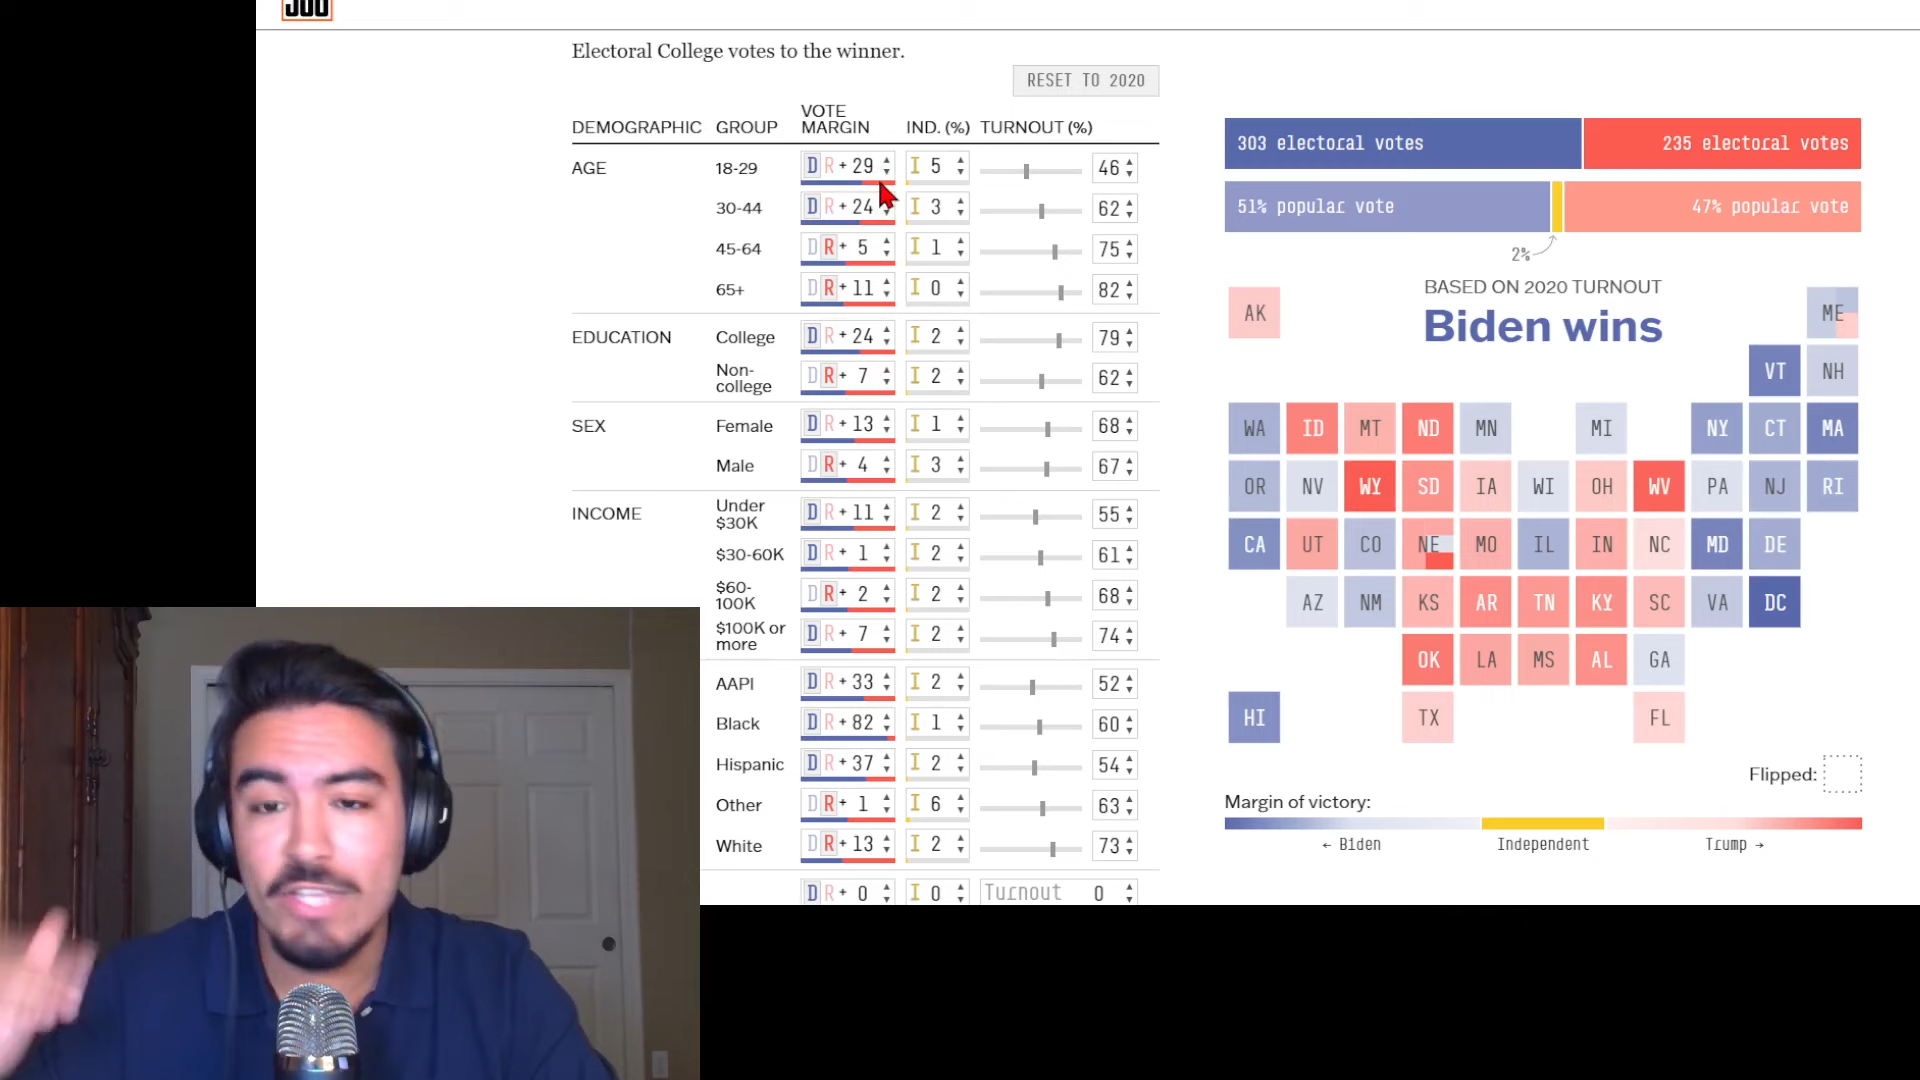 Electoral College votes to the winner.
RESET TO 2020
DEMOGRAPHIC GROUP VOTE MARGIN IND. (%) TURNOUT (%)
AGE 18-29 D R + 29 I 5 46
30-44 D R + 24 I 3 62
45-64 D R + 5 I 1 75
65+ D R + 11 I 0 82
EDUCATION College D R + 24 I 2 79
Non-college D R + 7 I 2 62
SEX Female D R + 13 I 1 68
Male D R + 4 I 3 67
INCOME Under $30K D R + 11 I 2 55
$30-60K D R + 1 I 2 61
$60-100K D R + 2 I 2 68
$100K or more D R + 7 I 2 74
AAPI D R + 33 I 2 52
Black D R + 82 I 1 60
Hispanic D R + 37 I 2 54
Other D R + 1 I 6 63
White D R + 13 I 2 73
D R + 0 I 0 Turnout 0
303 electoral votes 235 electoral votes
51% popular vote 47% popular vote
2%
BASED ON 2020 TURNOUT
Biden wins
AK ME
VT NH
WA ID MT ND MN MI NY CT MA
OR NV WY SD IA WI OH WV PA NJ RI
CA UT CO NE MO IL IN NC MD DE
AZ NM KS AR TN KY SC VA DC
OK LA MS AL GA
HI TX FL
Flipped:
Margin of victory:
← Biden Independent Trump →